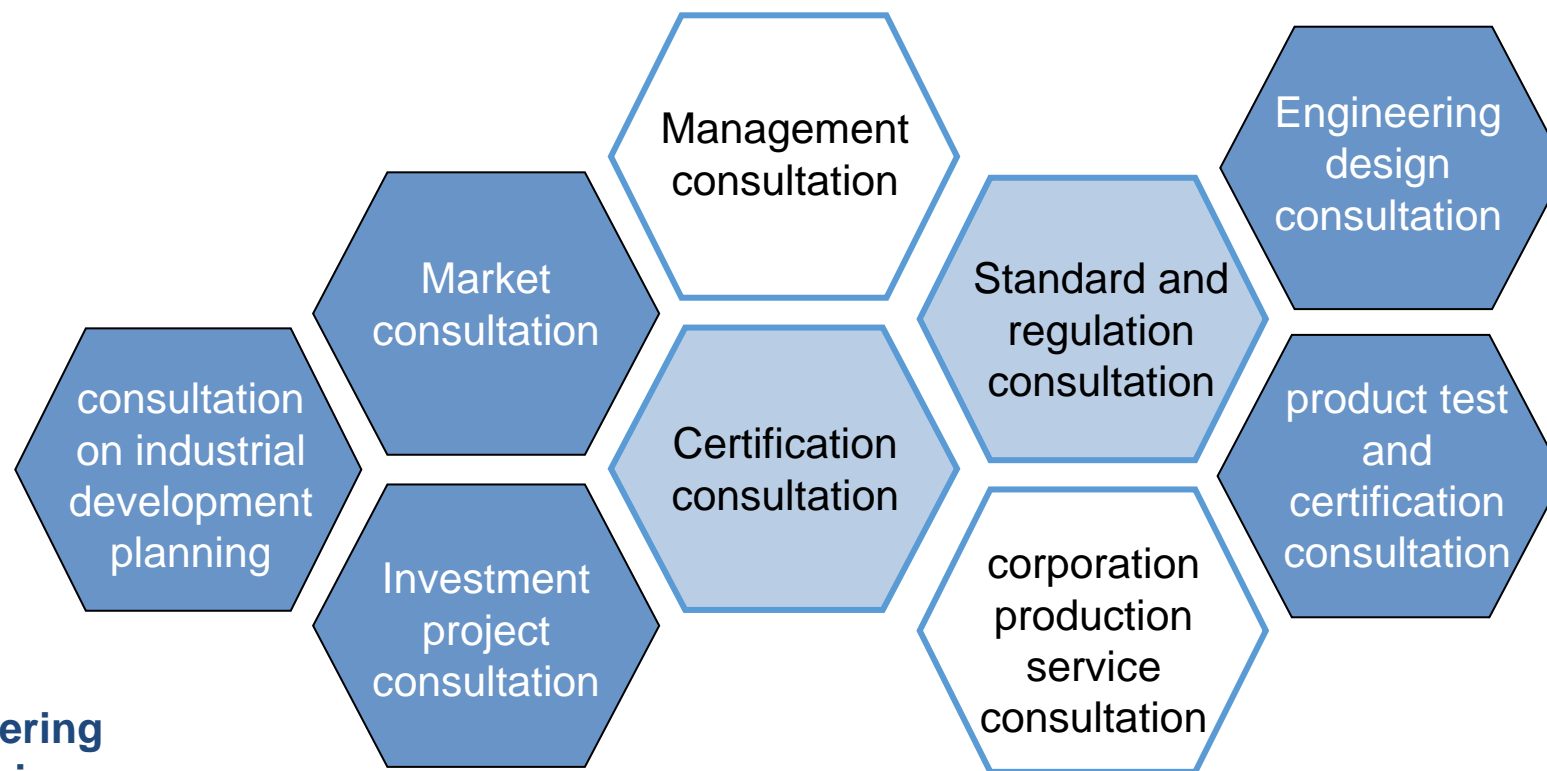 Management
consultation
Engineering
design
consultation
Market
consultation
Standard and
regulation
consultation
consultation
on industrial
development
planning
Certification
consultation
product test
and
certification
consultation
Investment
project
consultation
corporation
production
service
consultation
ering